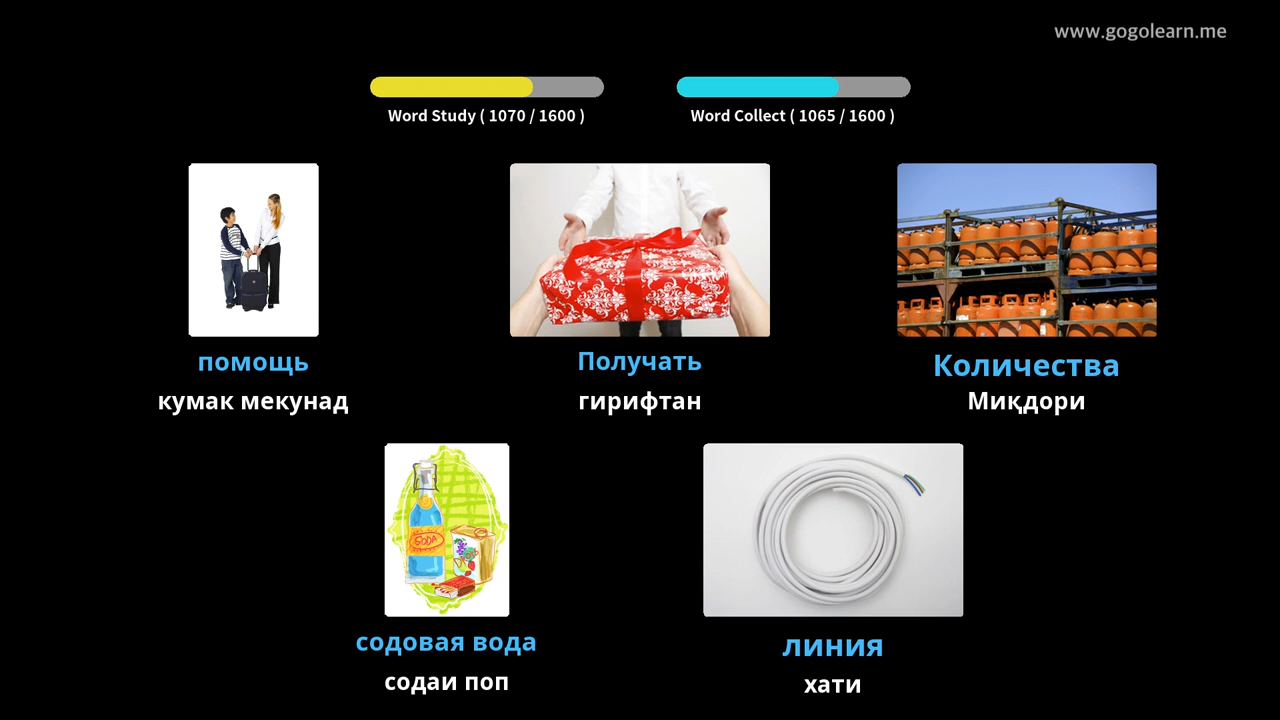 www.gogolearn.me
Word Study ( 1070 / 1600 )
Word Collect ( 1065 / 1600 )
помощь
кумак мекунад
Получать
гирифтан
Количества
Миқдори
SODA
содовая вода
содаи поп
линия
хати